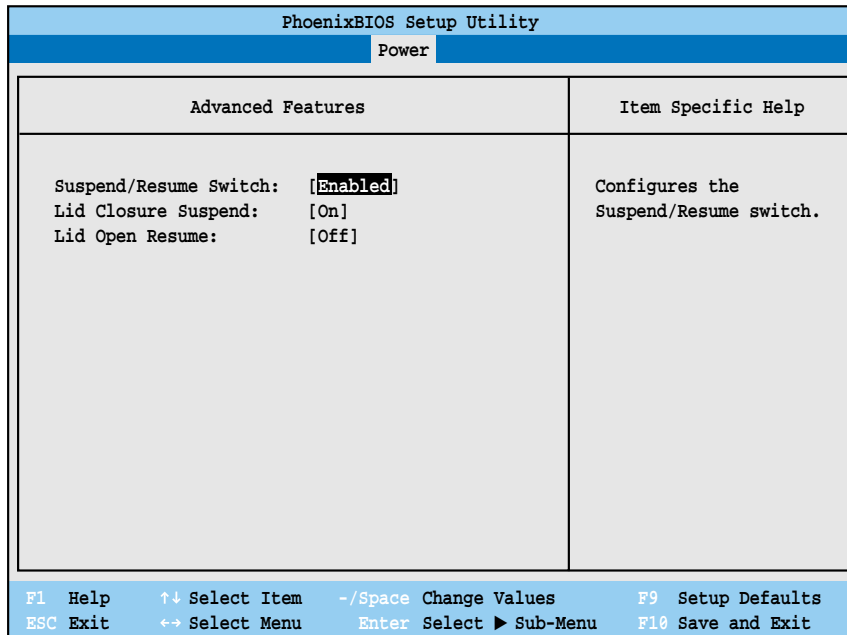 PhoenixBIOS Setup Utility
Power
Advanced Features
Item Specific Help
Suspend/Resume Switch: [Enabled]
Lid Closure Suspend: [On]
Lid Open Resume: [Off]
Configures the
Suspend/Resume switch.
F1 Help ↑↓ Select Item -/Space Change Values F9 Setup Defaults
ESC Exit ←→ Select Menu Enter Select ▶ Sub-Menu F10 Save and Exit